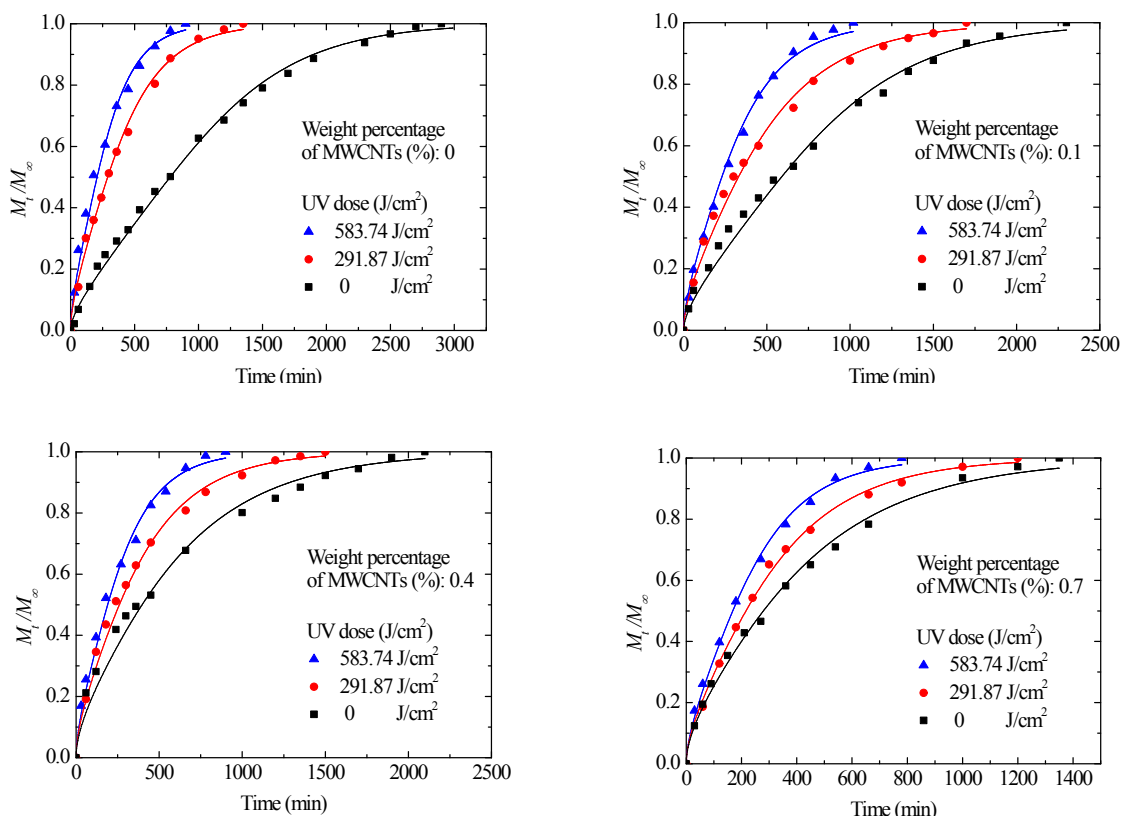 1.0
0.8
0.6
0.4
0.2
0.0
M_t/M_∞
0 500 1000 1500 2000 2500 3000
Time (min)
Weight percentage
of MWCNTs (%): 0
UV dose (J/cm²)
583.74 J/cm²
291.87 J/cm²
0 J/cm²
1.0
0.8
0.6
0.4
0.2
0.0
M_t/M_∞
0 500 1000 1500 2000 2500
Time (min)
Weight percentage
of MWCNTs (%): 0.1
UV dose (J/cm²)
583.74 J/cm²
291.87 J/cm²
0 J/cm²
1.0
0.8
0.6
0.4
0.2
0.0
M_t/M_∞
0 500 1000 1500 2000 2500
Time (min)
Weight percentage
of MWCNTs (%): 0.4
UV dose (J/cm²)
583.74 J/cm²
291.87 J/cm²
0 J/cm²
1.0
0.8
0.6
0.4
0.2
0.0
M_t/M_∞
0 200 400 600 800 1000 1200 1400
Time (min)
Weight percentage
of MWCNTs (%): 0.7
UV dose (J/cm²)
583.74 J/cm²
291.87 J/cm²
0 J/cm²